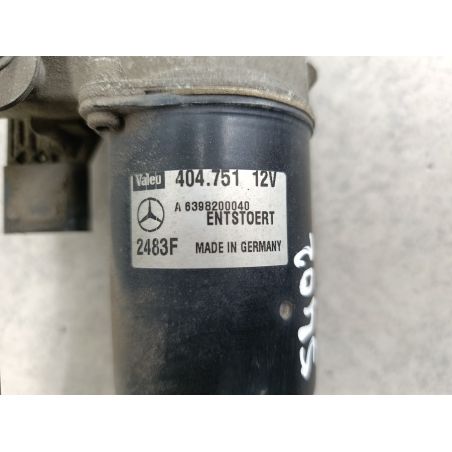 Valeo 404.751 12V
A 6398200040
ENTSTOERT
2483F MADE IN GERMANY